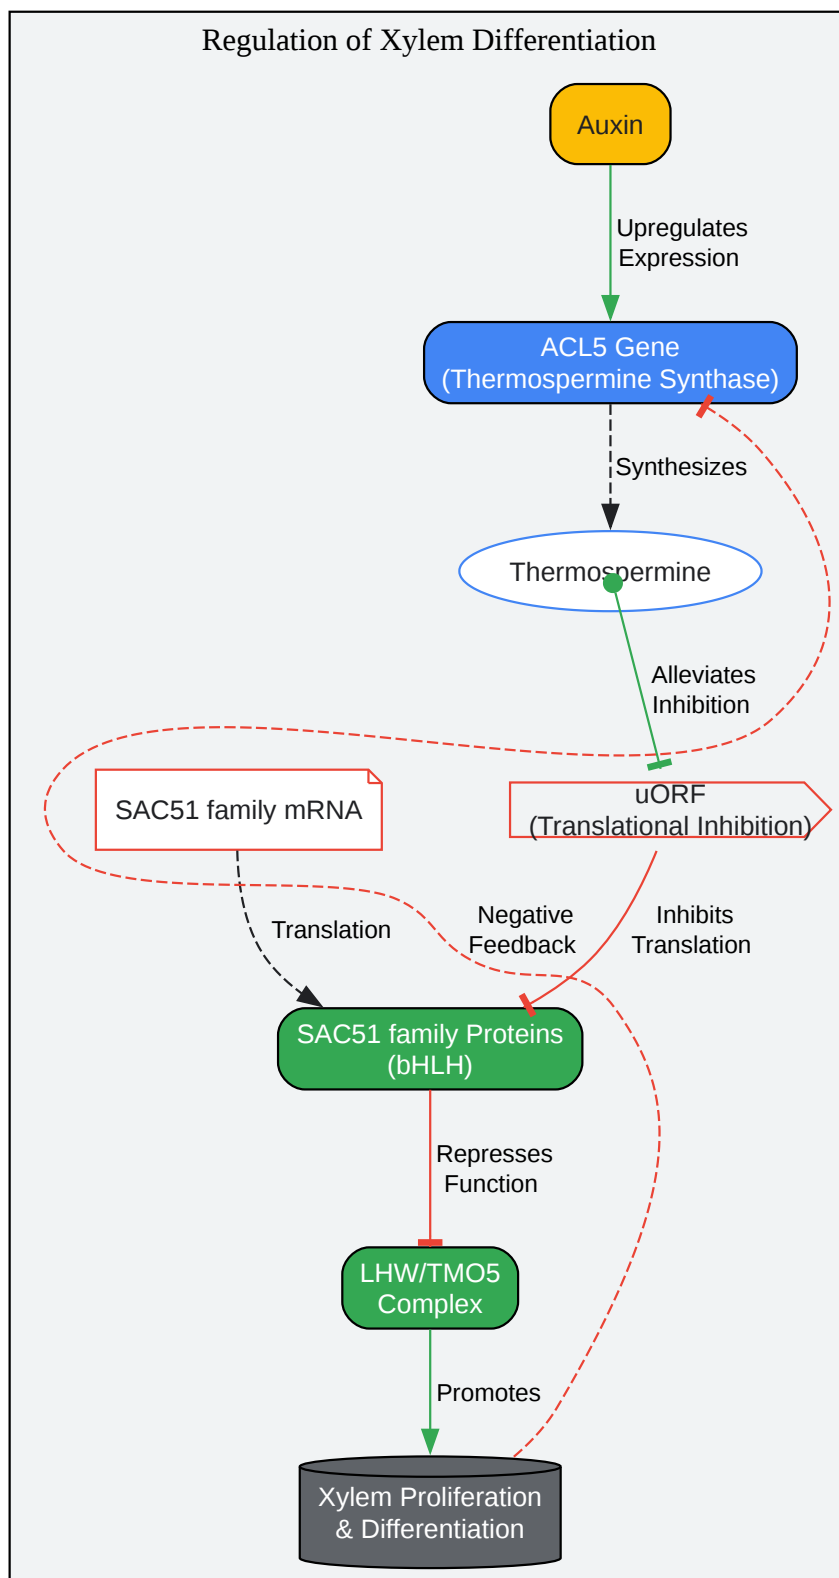 Regulation of Xylem Differentiation
Auxin
Upregulates
Expression
ACL5 Gene
(Thermospermine Synthase)
Synthesizes
Thermospermine
Alleviates
Inhibition
SAC51 family mRNA
uORF
(Translational Inhibition)
Translation
Negative
Feedback
Inhibits
Translation
SAC51 family Proteins
(bHLH)
Represses
Function
LHW/TMO5
Complex
Promotes
Xylem Proliferation
& Differentiation